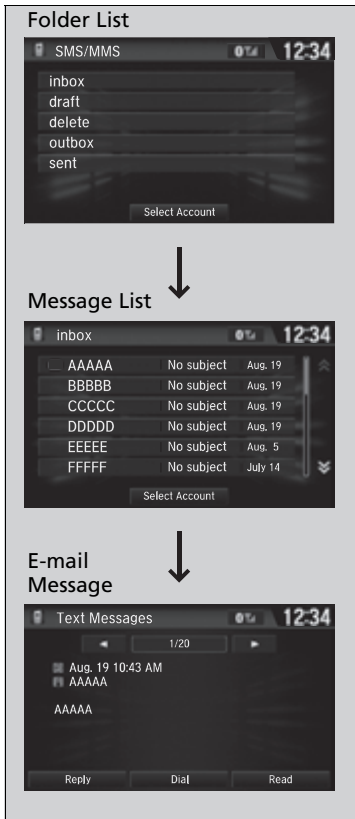 Folder List
SMS/MMS 12:34
inbox
draft
delete
outbox
sent
Select Account
Message List
inbox 12:34
AAAAA No subject Aug. 19
BBBBB No subject Aug. 19
CCCCC No subject Aug. 19
DDDDD No subject Aug. 19
EEEEE No subject Aug. 5
FFFFF No subject July 14
Select Account
E-mail
Message
Text Messages 12:34
1/20
Aug. 19 10:43 AM
AAAAA
AAAAA
Reply Dial Read